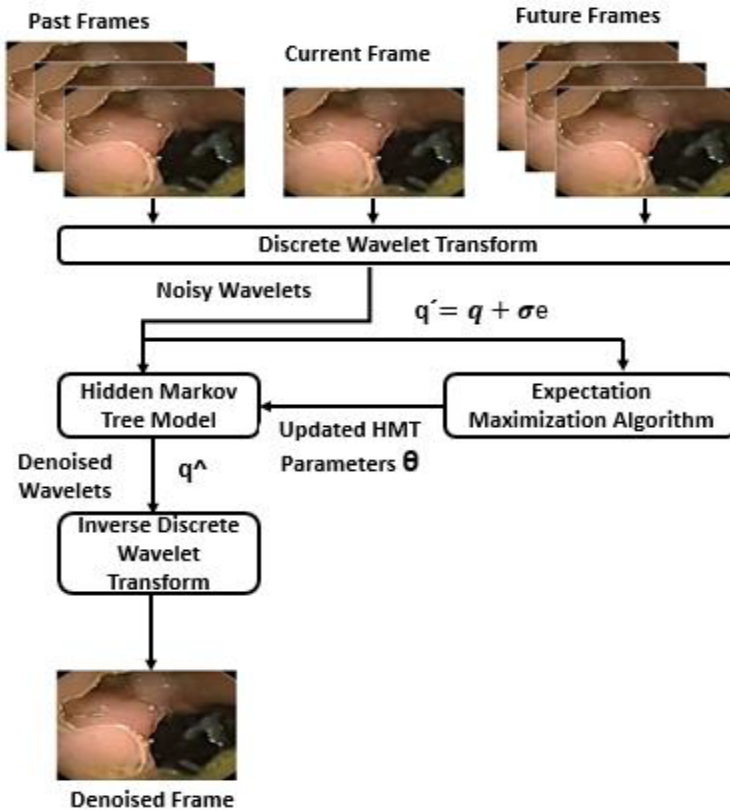 Past Frames
Current Frame
Future Frames
Discrete Wavelet Transform
Noisy Wavelets
q´= q + σe
Hidden Markov
Tree Model
Expectation
Maximization Algorithm
Updated HMT
Parameters θ
Denoised
Wavelets
q^
Inverse Discrete
Wavelet
Transform
Denoised Frame